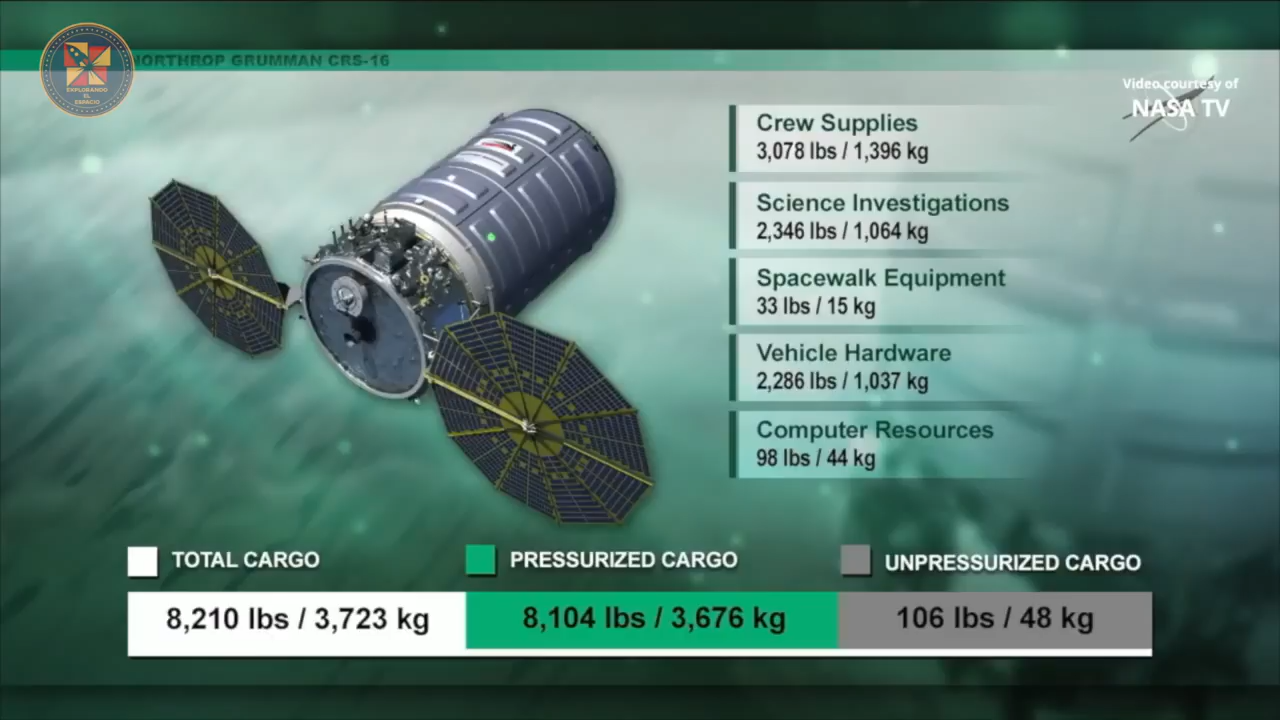 EXPLORANDO
EL
ESPACIO
NORTHROP GRUMMAN CRS-16
Video courtesy of
NASA TV
Crew Supplies
3,078 lbs / 1,396 kg
Science Investigations
2,346 lbs / 1,064 kg
Spacewalk Equipment
33 lbs / 15 kg
Vehicle Hardware
2,286 lbs / 1,037 kg
Computer Resources
98 lbs / 44 kg
TOTAL CARGO
PRESSURIZED CARGO
UNPRESSURIZED CARGO
8,210 lbs / 3,723 kg
8,104 lbs / 3,676 kg
106 lbs / 48 kg